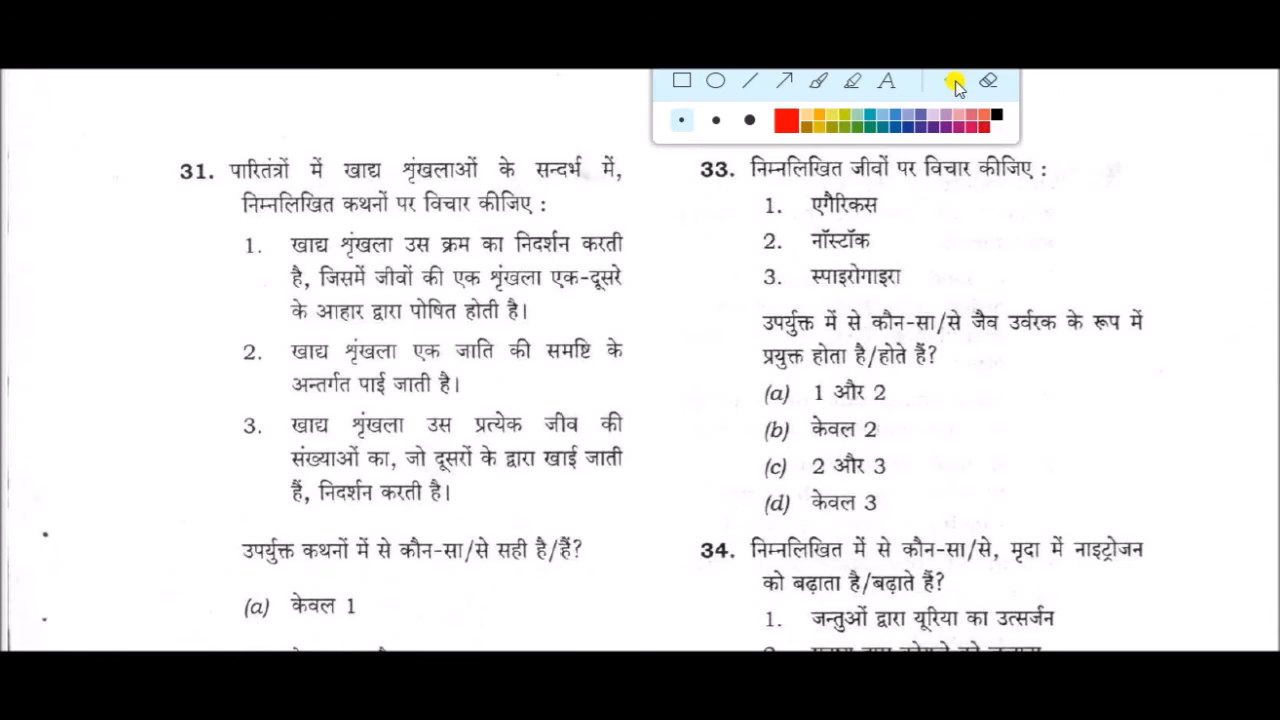 31. पारितंत्रों में खाद्य शृंखलाओं के सन्दर्भ में,
निम्नलिखित कथनों पर विचार कीजिए :
1. खाद्य शृंखला उस क्रम का निदर्शन करती
है, जिसमें जीवों की एक शृंखला एक-दूसरे
के आहार द्वारा पोषित होती है।
2. खाद्य शृंखला एक जाति की समष्टि के
अन्तर्गत पाई जाती है।
3. खाद्य शृंखला उस प्रत्येक जीव की
संख्याओं का, जो दूसरों के द्वारा खाई जाती
हैं, निदर्शन करती है।
उपर्युक्त कथनों में से कौन-सा/से सही है/हैं?
(a) केवल 1
33. निम्नलिखित जीवों पर विचार कीजिए :
1. एगैरिकस
2. नॉस्टॉक
3. स्पाइरोगाइरा
उपर्युक्त में से कौन-सा/से जैव उर्वरक के रूप में
प्रयुक्त होता है/होते हैं?
(a) 1 और 2
(b) केवल 2
(c) 2 और 3
(d) केवल 3
34. निम्नलिखित में से कौन-सा/से, मृदा में नाइट्रोजन
को बढ़ाता है/बढ़ाते हैं?
1. जन्तुओं द्वारा यूरिया का उत्सर्जन